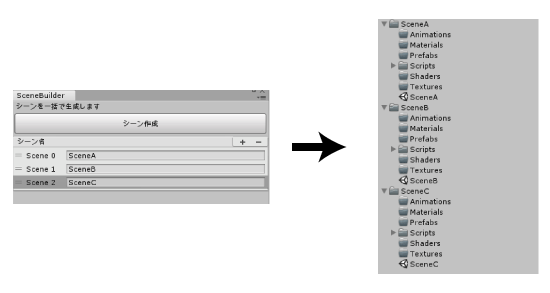 SceneBuilder
シーンを一括で生成します
シーン作成
シーン名
+ -
Scene 0 SceneA
Scene 1 SceneB
Scene 2 SceneC
SceneA
Animations
Materials
Prefabs
Scripts
Shaders
Textures
SceneA
SceneB
Animations
Materials
Prefabs
Scripts
Shaders
Textures
SceneB
SceneC
Animations
Materials
Prefabs
Scripts
Shaders
Textures
SceneC